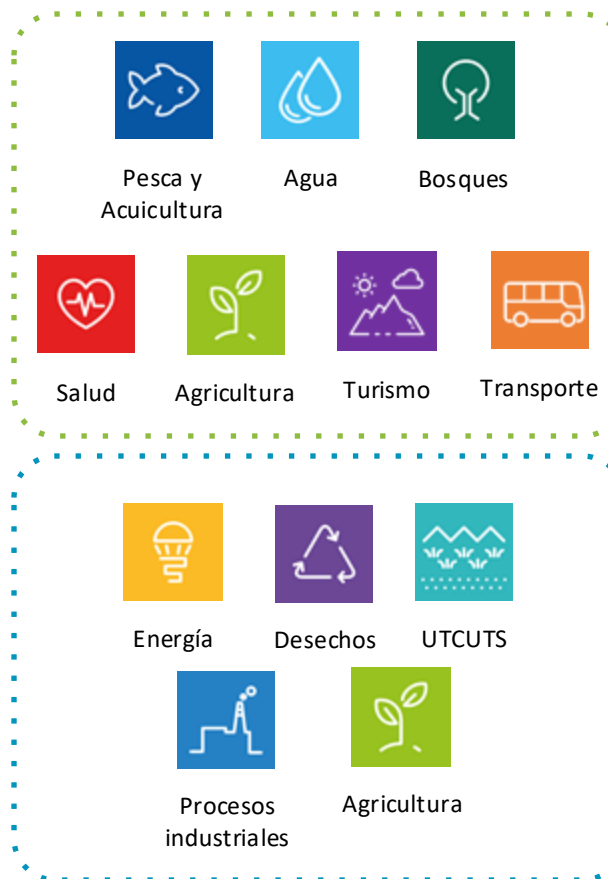 Pesca y
Acuicultura
Agua
Bosques
Salud
Agricultura
Turismo
Transporte
Energía
Desechos
UTCUTS
Procesos
industriales
Agricultura